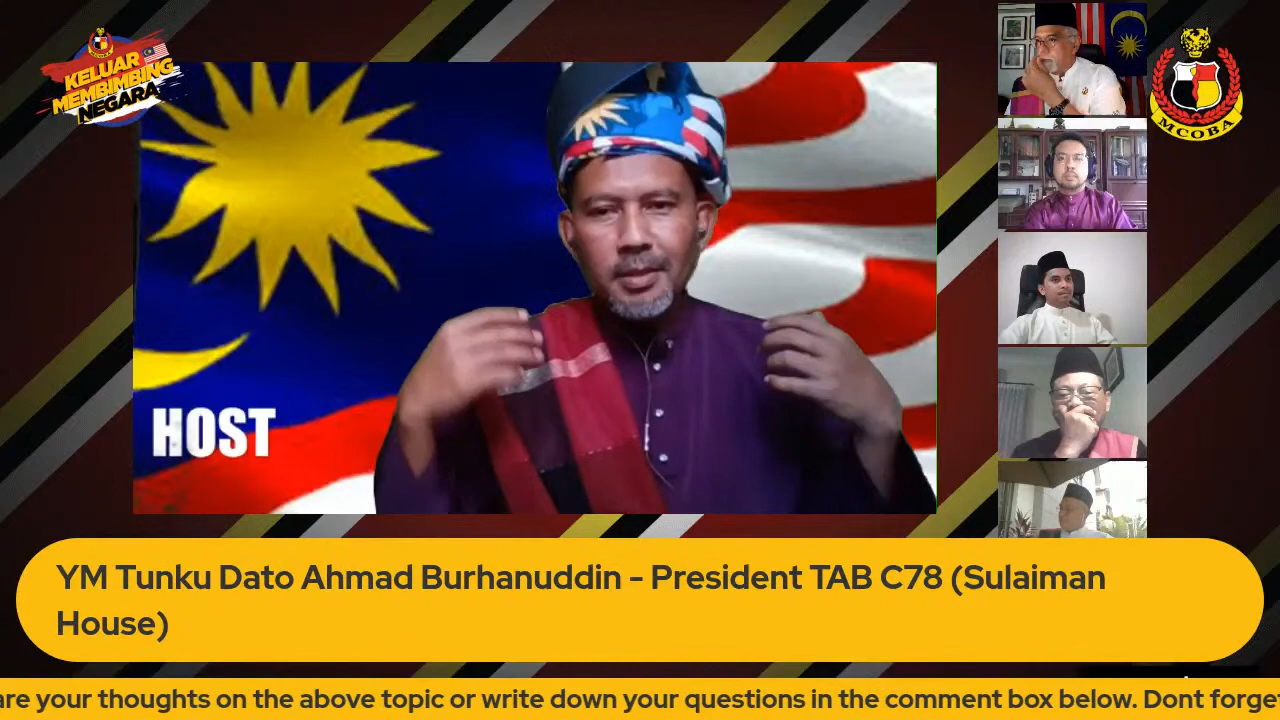 KELUAR
MEMBIMBING
NEGARA
MCOBA
HOST
YM Tunku Dato Ahmad Burhanuddin - President TAB C78 (Sulaiman
House)
are your thoughts on the above topic or write down your questions in the comment box below. Dont forget